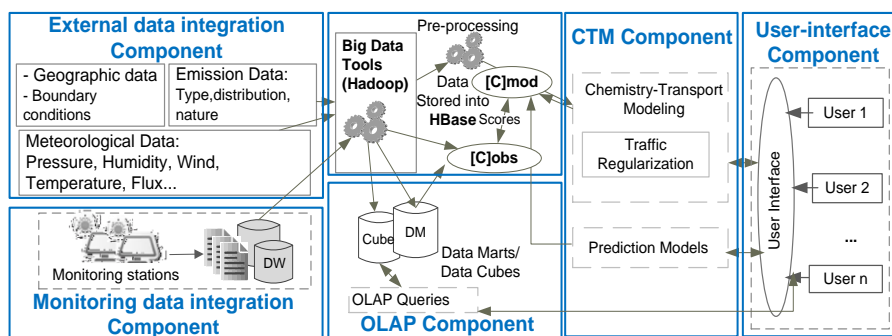 External data integration
Component
- Geographic data
- Boundary
conditions
Emission Data:
Type,distribution,
nature
Meteorological Data:
Pressure, Humidity, Wind,
Temperature, Flux...
Monitoring stations
DW
Monitoring data integration
Component
Big Data
Tools
(Hadoop)
Pre-processing
[C]mod
Data
Stored into
HBase Scores
[C]obs
Cube
DM
Data Marts/
Data Cubes
OLAP Queries
OLAP Component
CTM Component
Chemistry-Transport
Modeling
Traffic
Regularization
Prediction Models
User-interface
Component
User Interface
User 1
User 2
...
User n